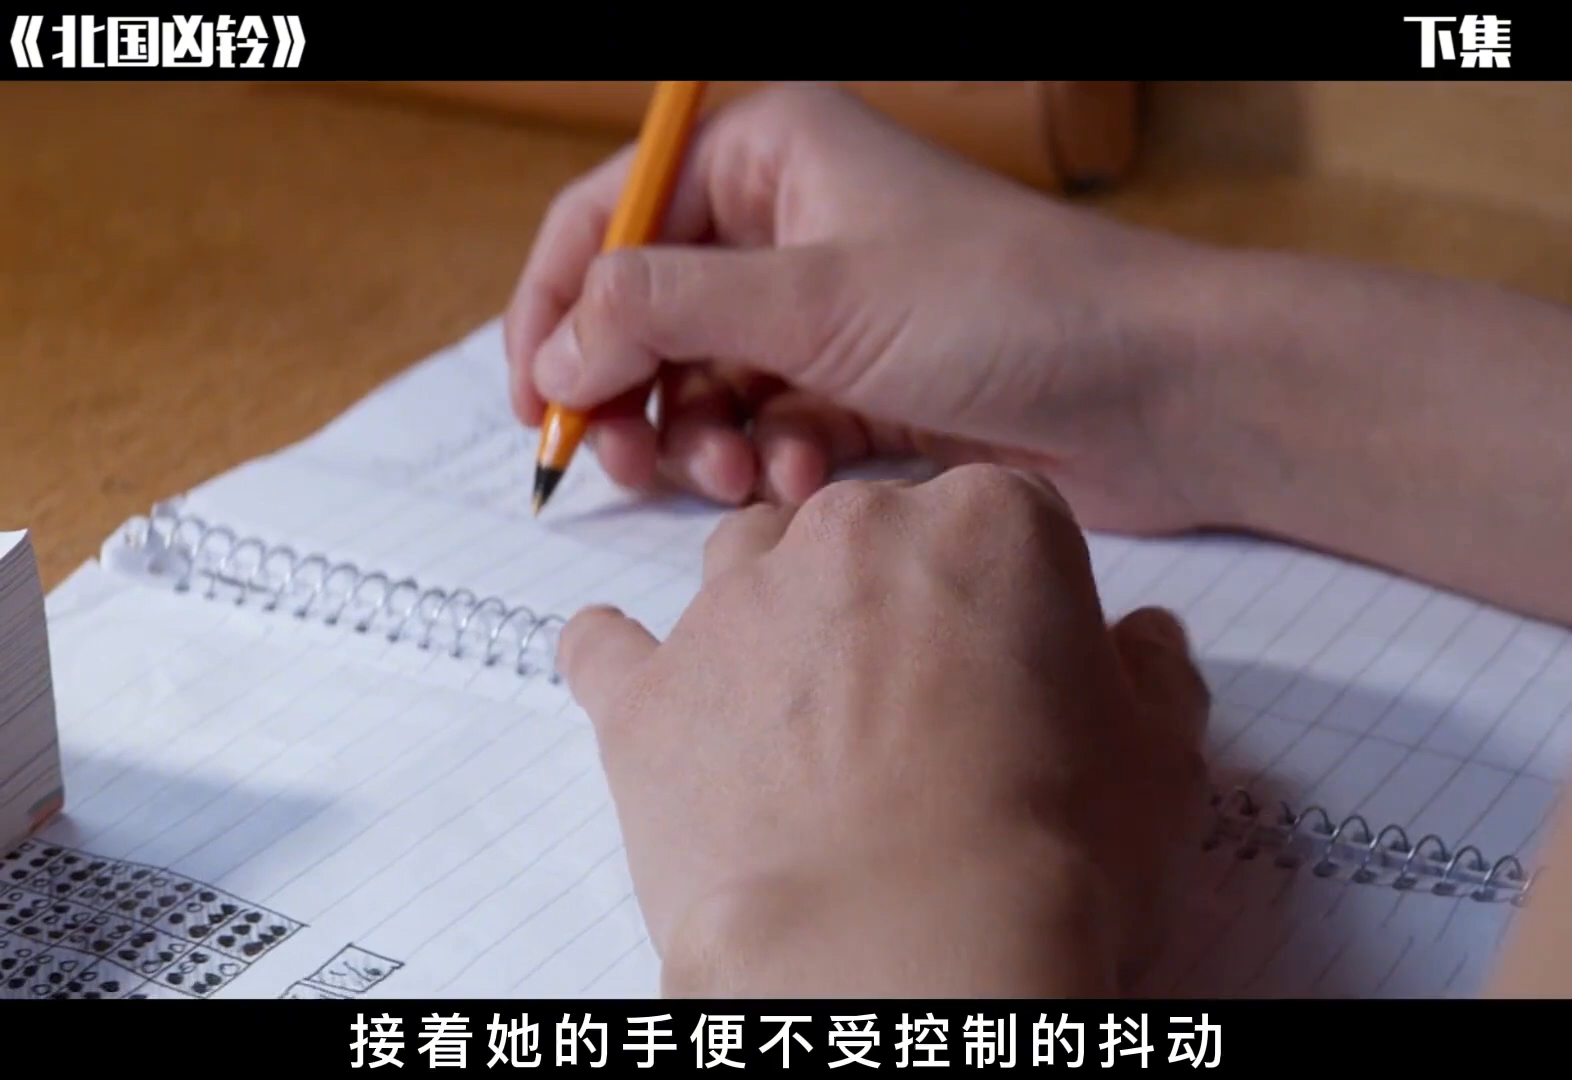 《北国凶铃》
下集
接着她的手便不受控制的抖动